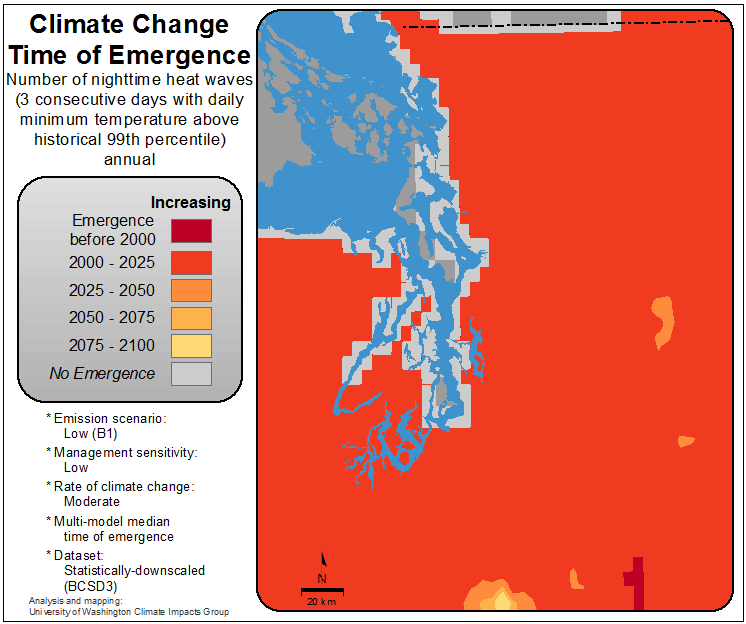 Climate Change
Time of Emergence
Number of nighttime heat waves
(3 consecutive days with daily
minimum temperature above
historical 99th percentile)
annual
Increasing
Emergence
before 2000
2000 - 2025
2025 - 2050
2050 - 2075
2075 - 2100
No Emergence
* Emission scenario:
Low (B1)
* Management sensitivity:
Low
* Rate of climate change:
Moderate
* Multi-model median
time of emergence
* Dataset:
Statistically-downscaled
(BCSD3)
Analysis and mapping:
University of Washington Climate Impacts Group
N
20 km